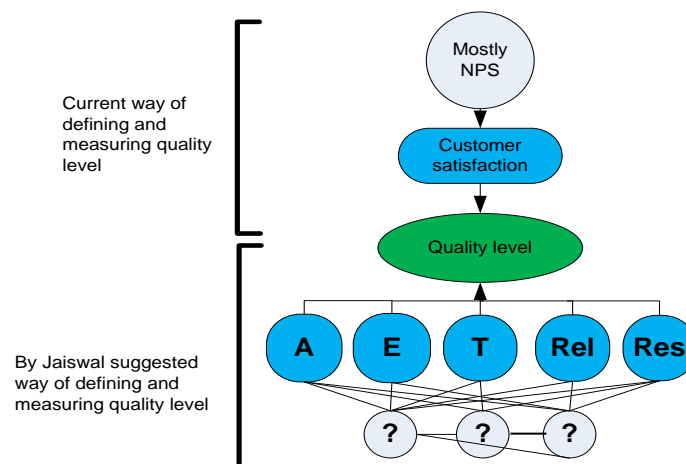 Mostly
NPS
Current way of
defining and
measuring quality
level
Customer
satisfaction
Quality level
A E T Rel Res
By Jaiswal suggested
way of defining and
measuring quality level
? ? ?